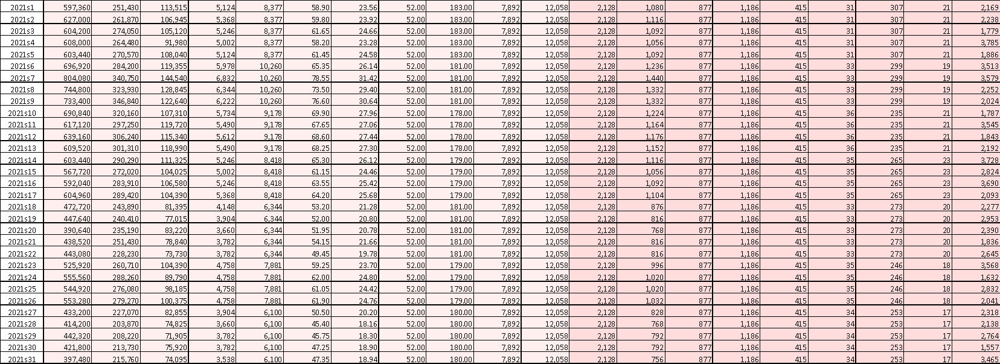 2021s1 597,360 251,430 113,515 5,124 8,377 58.90 23.56 52.00 183.00 7,892 12,058 2,128 1,080 877 1,186 415 31 307 21 2,169
2021s2 627,000 261,870 106,945 5,368 8,377 59.80 23.92 52.00 183.00 7,892 12,058 2,128 1,116 877 1,186 415 31 307 21 2,238
2021s3 604,200 274,050 105,120 5,246 8,377 61.65 24.66 52.00 183.00 7,892 12,058 2,128 1,092 877 1,186 415 31 307 21 1,779
2021s4 608,000 264,480 91,980 5,002 8,377 58.20 23.28 52.00 183.00 7,892 12,058 2,128 1,056 877 1,186 415 31 307 21 3,785
2021s5 603,440 270,570 108,040 5,124 8,377 61.45 24.58 52.00 183.00 7,892 12,058 2,128 1,092 877 1,186 415 31 307 21 1,886
2021s6 696,920 284,200 119,355 5,978 10,260 65.35 26.14 52.00 181.00 7,892 12,058 2,128 1,236 877 1,186 415 33 299 19 3,513
2021s7 804,080 340,750 144,540 6,832 10,260 78.55 31.42 52.00 181.00 7,892 12,058 2,128 1,440 877 1,186 415 33 299 19 3,579
2021s8 744,800 323,930 128,845 6,344 10,260 73.50 29.40 52.00 181.00 7,892 12,058 2,128 1,332 877 1,186 415 33 299 19 2,252
2021s9 733,400 346,840 122,640 6,222 10,260 76.60 30.64 52.00 181.00 7,892 12,058 2,128 1,332 877 1,186 415 33 299 19 2,024
2021s10 690,840 320,160 107,310 5,734 9,178 69.90 27.96 52.00 178.00 7,892 12,058 2,128 1,224 877 1,186 415 36 235 21 1,787
2021s11 617,120 297,250 119,720 5,490 9,178 67.65 27.06 52.00 178.00 7,892 12,058 2,128 1,164 877 1,186 415 36 235 21 3,545
2021s12 639,160 306,240 115,340 5,612 9,178 68.60 27.44 52.00 178.00 7,892 12,058 2,128 1,176 877 1,186 415 36 235 21 1,843
2021s13 609,520 301,310 118,990 5,490 9,178 68.25 27.30 52.00 178.00 7,892 12,058 2,128 1,152 877 1,186 415 36 235 21 2,192
2021s14 603,440 290,290 111,325 5,246 8,418 65.30 26.12 52.00 179.00 7,892 12,058 2,128 1,116 877 1,186 415 35 265 23 3,728
2021s15 567,720 272,020 104,025 5,002 8,418 61.15 24.46 52.00 179.00 7,892 12,058 2,128 1,056 877 1,186 415 35 265 23 2,824
2021s16 592,040 283,910 106,580 5,246 8,418 63.55 25.42 52.00 179.00 7,892 12,058 2,128 1,092 877 1,186 415 35 265 23 3,690
2021s17 604,960 289,420 104,390 5,368 8,418 64.20 25.68 52.00 179.00 7,892 12,058 2,128 1,104 877 1,186 415 35 265 23 2,093
2021s18 472,720 243,890 81,395 4,148 6,344 53.20 21.28 52.00 181.00 7,892 12,058 2,128 876 877 1,186 415 33 273 20 2,277
2021s19 447,640 240,410 77,015 3,904 6,344 52.00 20.80 52.00 181.00 7,892 12,058 2,128 816 877 1,186 415 33 273 20 2,953
2021s20 390,640 235,190 83,220 3,660 6,344 51.95 20.78 52.00 181.00 7,892 12,058 2,128 768 877 1,186 415 33 273 20 2,390
2021s21 438,520 251,430 78,840 3,782 6,344 54.15 21.66 52.00 181.00 7,892 12,058 2,128 816 877 1,186 415 33 273 20 1,836
2021s22 443,080 228,230 73,730 3,782 6,344 49.45 19.78 52.00 181.00 7,892 12,058 2,128 816 877 1,186 415 33 273 20 2,645
2021s23 525,920 260,710 104,390 4,758 7,881 59.25 23.70 52.00 179.00 7,892 12,058 2,128 996 877 1,186 415 35 246 18 3,568
2021s24 555,560 288,260 89,790 4,758 7,881 62.00 24.80 52.00 179.00 7,892 12,058 2,128 1,020 877 1,186 415 35 246 18 1,632
2021s25 544,920 276,080 98,185 4,758 7,881 61.05 24.42 52.00 179.00 7,892 12,058 2,128 1,020 877 1,186 415 35 246 18 2,832
2021s26 553,280 279,270 100,375 4,758 7,881 61.90 24.76 52.00 179.00 7,892 12,058 2,128 1,032 877 1,186 415 35 246 18 2,041
2021s27 433,200 227,070 82,855 3,904 6,100 50.50 20.20 52.00 180.00 7,892 12,058 2,128 828 877 1,186 415 34 253 17 2,318
2021s28 414,200 203,870 74,825 3,660 6,100 45.40 18.16 52.00 180.00 7,892 12,058 2,128 768 877 1,186 415 34 253 17 2,138
2021s29 442,320 208,220 71,905 3,782 6,100 45.75 18.30 52.00 180.00 7,892 12,058 2,128 792 877 1,186 415 34 253 17 2,764
2021s30 421,800 213,730 75,920 3,782 6,100 47.25 18.90 52.00 180.00 7,892 12,058 2,128 792 877 1,186 415 34 253 17 1,557
2021s31 397,480 215,760 74,095 3,538 6,100 47.35 18.94 52.00 180.00 7,892 12,058 2,128 756 877 1,186 415 34 253 17 3,465